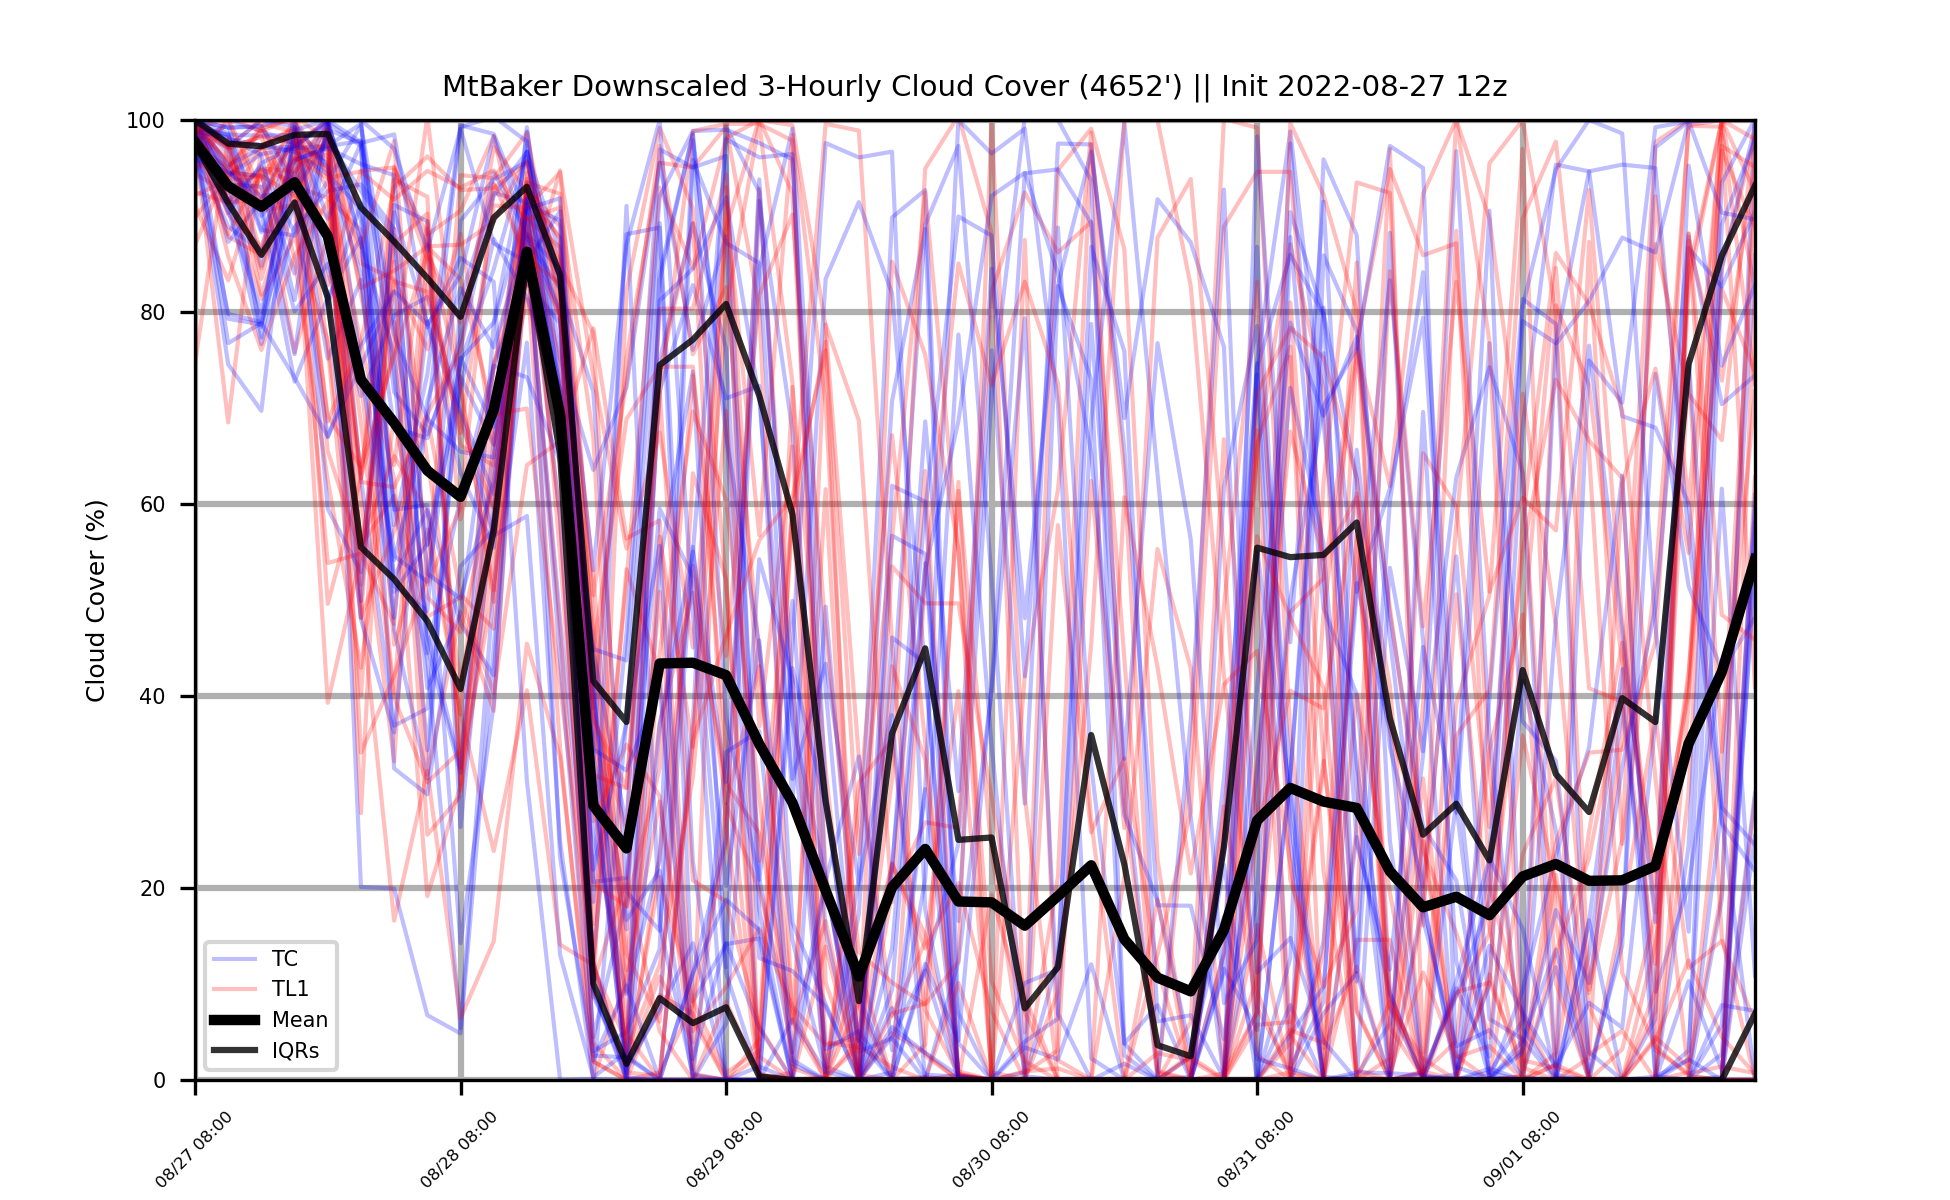 MtBaker Downscaled 3-Hourly Cloud Cover (4652') || Init 2022-08-27 12z
Cloud Cover (%)
100
80
60
40
20
0
TC
TL1
Mean
IQRs
08/27 08:00
08/28 08:00
08/29 08:00
08/30 08:00
08/31 08:00
09/01 08:00